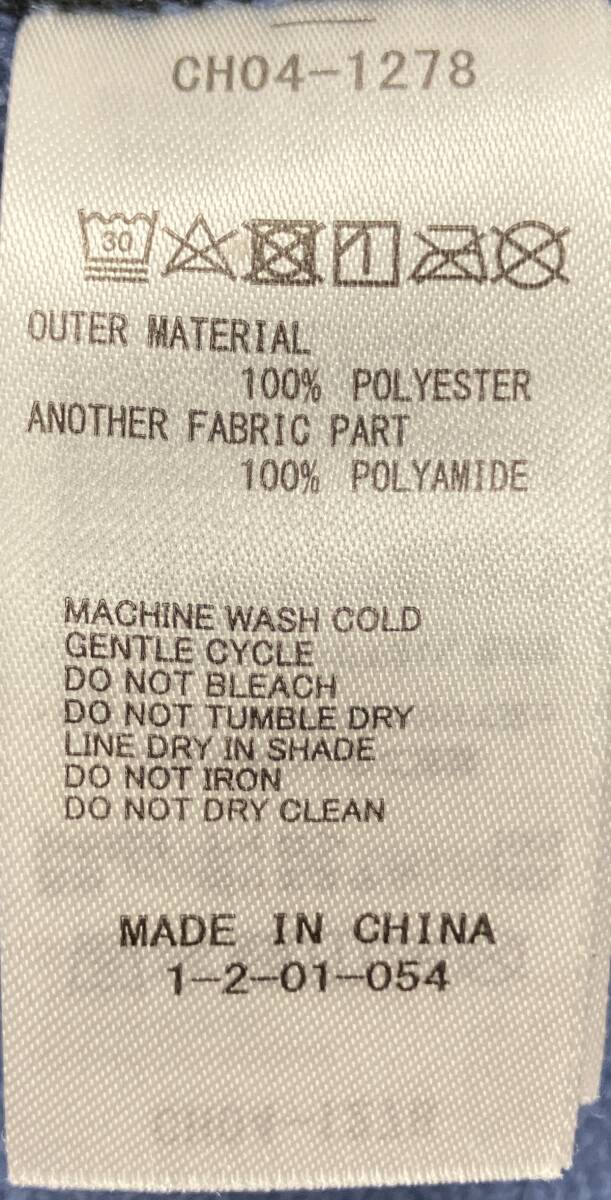 CH04-1278
30
OUTER MATERIAL
100% POLYESTER
ANOTHER FABRIC PART
100% POLYAMIDE
MACHINE WASH COLD
GENTLE CYCLE
DO NOT BLEACH
DO NOT TUMBLE DRY
LINE DRY IN SHADE
DO NOT IRON
DO NOT DRY CLEAN
MADE IN CHINA
1-2-01-054